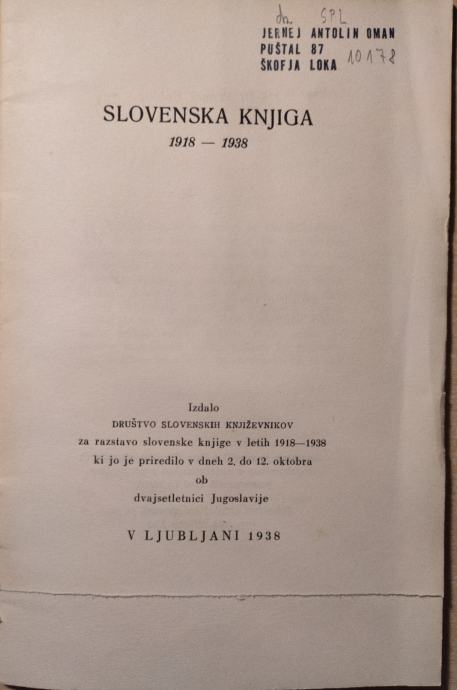 dr. SPL
JERNEJ ANTOLIN OMAN
PUŠTAL 87
ŠKOFJA LOKA 10178
SLOVENSKA KNJIGA
1918 — 1938
Izdalo
DRUŠTVO SLOVENSKIH KNJIŽEVNIKOV
za razstavo slovenske knjige v letih 1918—1938
ki jo je priredilo v dneh 2. do 12. oktobra
ob
dvajsetletnici Jugoslavije
V LJUBLJANI 1938